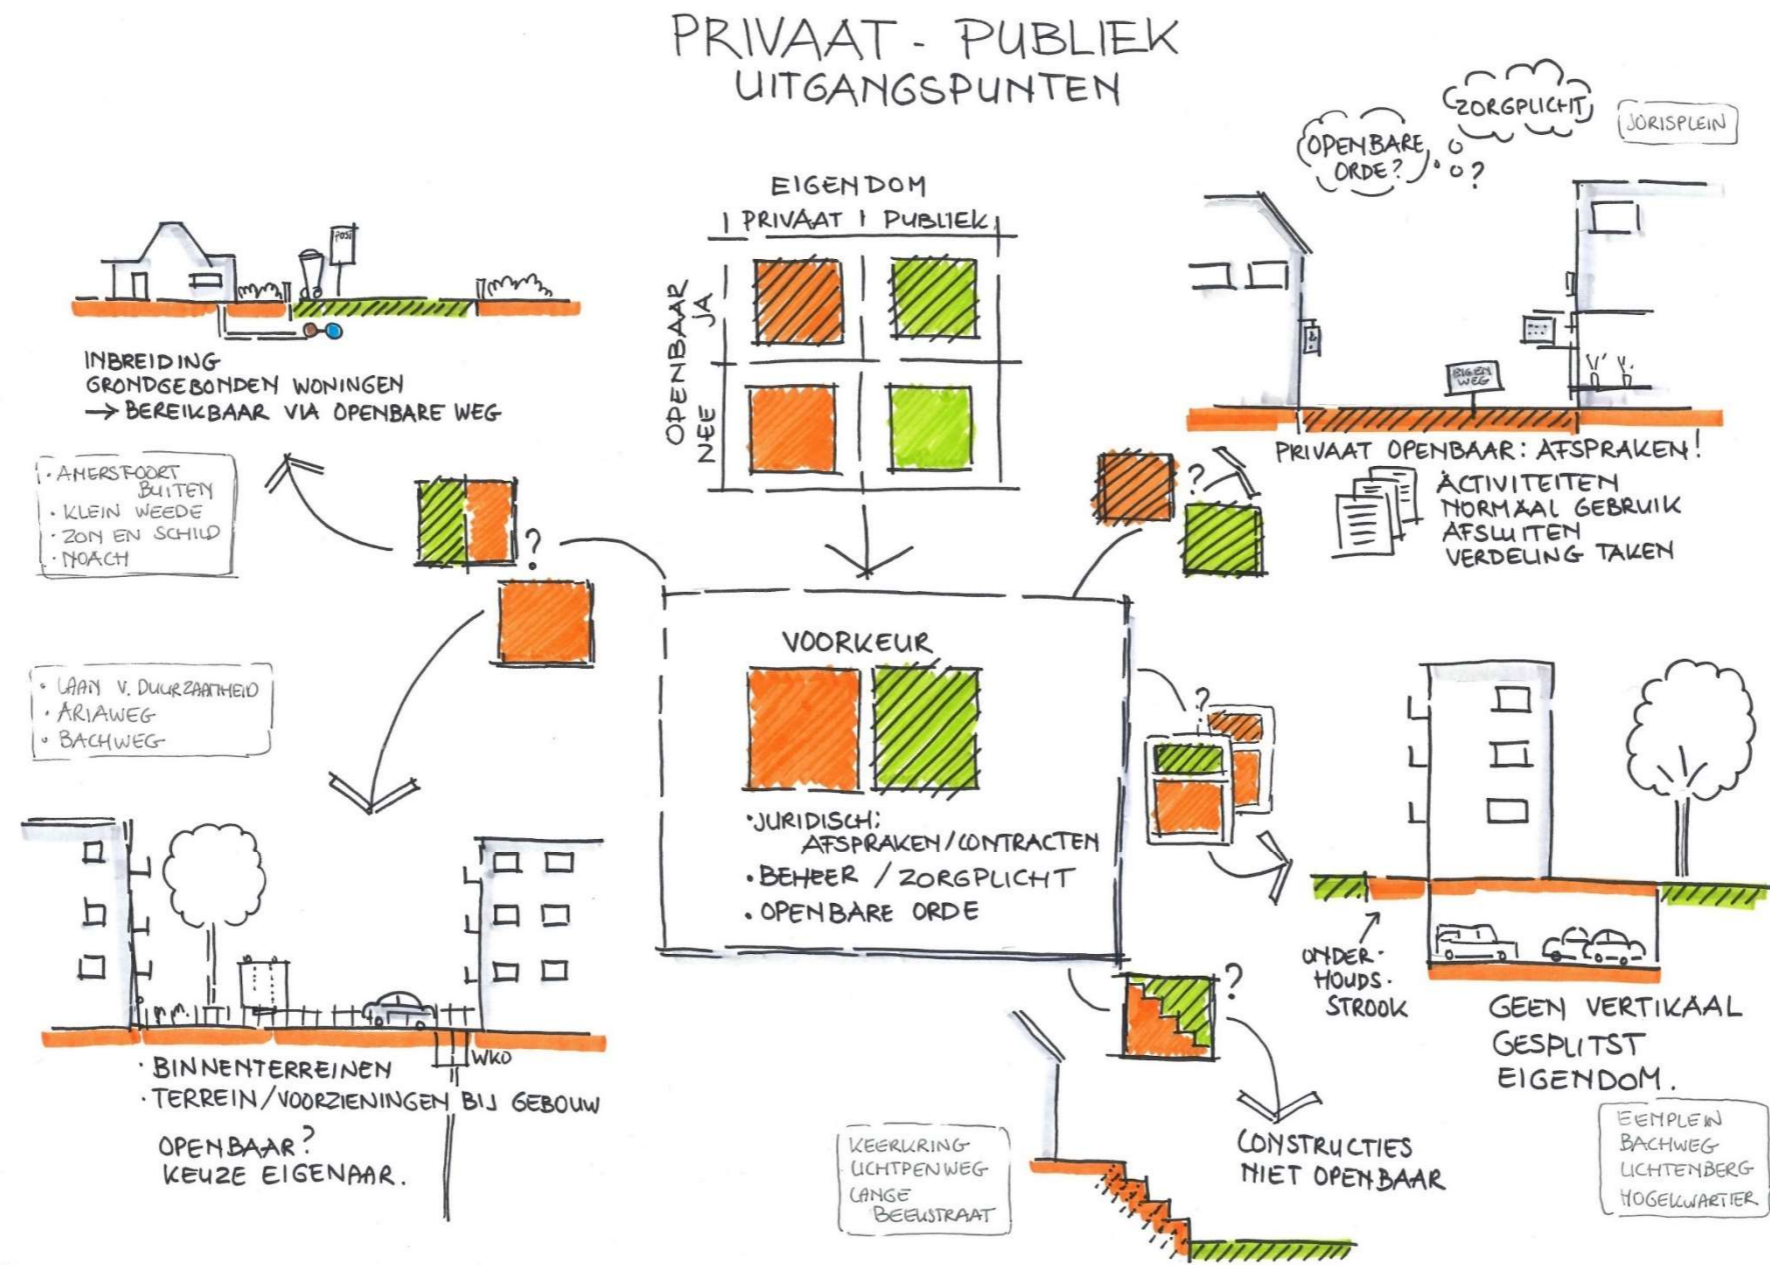 PRIVAAT - PUBLIEK
UITGANGSPUNTEN
EIGENDOM
PRIVAAT PUBLIEK
OPENBAAR
JA
NEE
POST
INBREIDING
GRONDGEBONDEN WONINGEN
→ BEREIKBAAR VIA OPENBARE WEG
• AMERSFOORT
BUITEN
• KLEIN WEEDE
• ZON EN SCHILD
• NOACH
?
• LAAN V. DUURZAAMHEID
• ARIAWEG
• BACHWEG
WKO
• BINNENTERREINEN
• TERREIN/VOORZIENINGEN BIJ GEBOUW
OPENBAAR?
KEUZE EIGENAAR.
VOORKEUR
• JURIDISCH:
AFSPRAKEN/CONTRACTEN
• BEHEER / ZORGPLICHT
• OPENBARE ORDE
OPENBARE
ORDE?
ZORGPLICHT
?
JORISPLEIN
EIGEN
WEG
?
PRIVAAT OPENBAAR: AFSPRAKEN!
ACTIVITEITEN
NORMAAL GEBRUIK
AFSLUITEN
VERDELING TAKEN
?
ONDER-
HOUDS-
STROOK
GEEN VERTIKAAL
GESPLITST
EIGENDOM.
EEMPLEIN
BACHWEG
LICHTENBERG
VOGELKWARTIER
?
CONSTRUCTIES
NIET OPENBAAR
KEERKRING
LICHTPENWEG
LANGE
BEEKSTRAAT